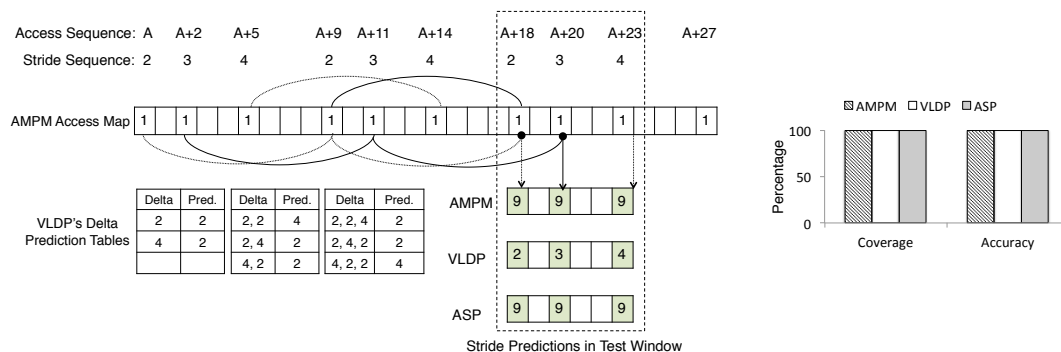 Access Sequence: A A+2 A+5 A+9 A+11 A+14 A+18 A+20 A+23 A+27
Stride Sequence: 2 3 4 2 3 4 2 3 4
AMPM Access Map 1 1 1 1 1 1 1 1 1 1
VLDP's Delta
Prediction Tables
Delta Pred.
2 2
4 2
Delta Pred.
2, 2 4
2, 4 2
4, 2 2
Delta Pred.
2, 2, 4 2
2, 4, 2 2
4, 2, 2 4
AMPM 9 9 9
VLDP 2 3 4
ASP 9 9 9
Stride Predictions in Test Window
AMPM VLDP ASP
Percentage
100
50
0
Coverage Accuracy